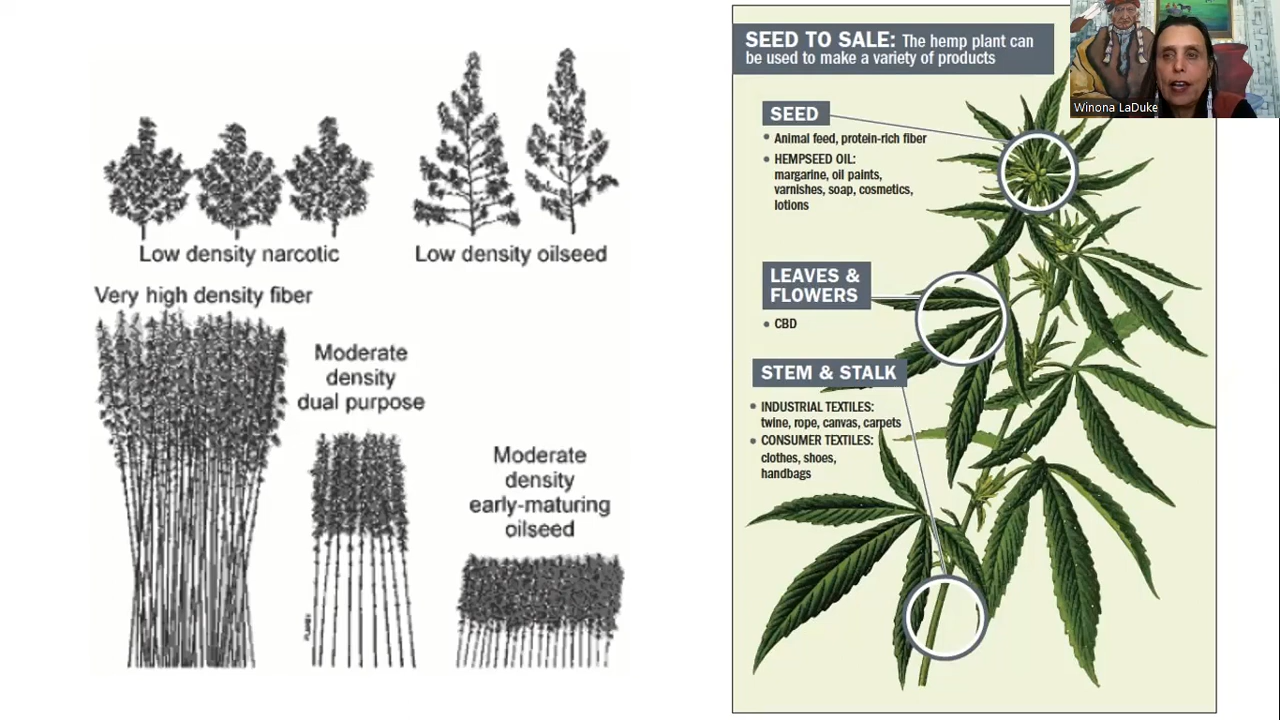 Low density narcotic
Low density oilseed
Very high density fiber
Moderate
density
dual purpose
Moderate
density
early-maturing
oilseed
SEED TO SALE: The hemp plant can
be used to make a variety of products
SEED
• Animal feed, protein-rich fiber
• HEMPSEED OIL:
margarine, oil paints,
varnishes, soap, cosmetics,
lotions
LEAVES &
FLOWERS
• CBD
STEM & STALK
• INDUSTRIAL TEXTILES:
twine, rope, canvas, carpets
• CONSUMER TEXTILES:
clothes, shoes,
handbags
Winona LaDuke